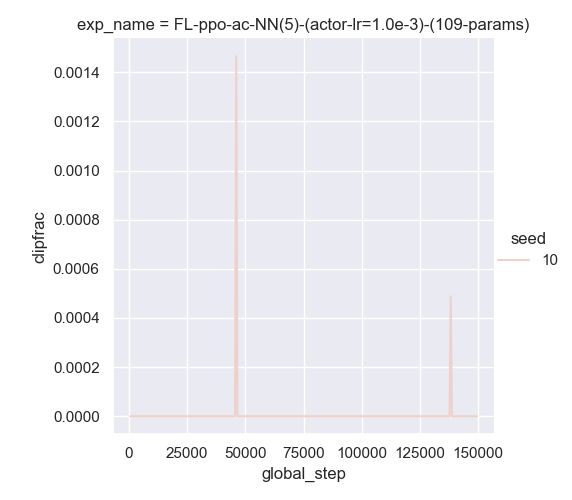 exp_name = FL-ppo-ac-NN(5)-(actor-lr=1.0e-3)-(109-params)
0.0014
0.0012
0.0010
0.0008
0.0006
0.0004
0.0002
0.0000
clipfrac
0 25000 50000 75000 100000 125000 150000
global_step
seed
10